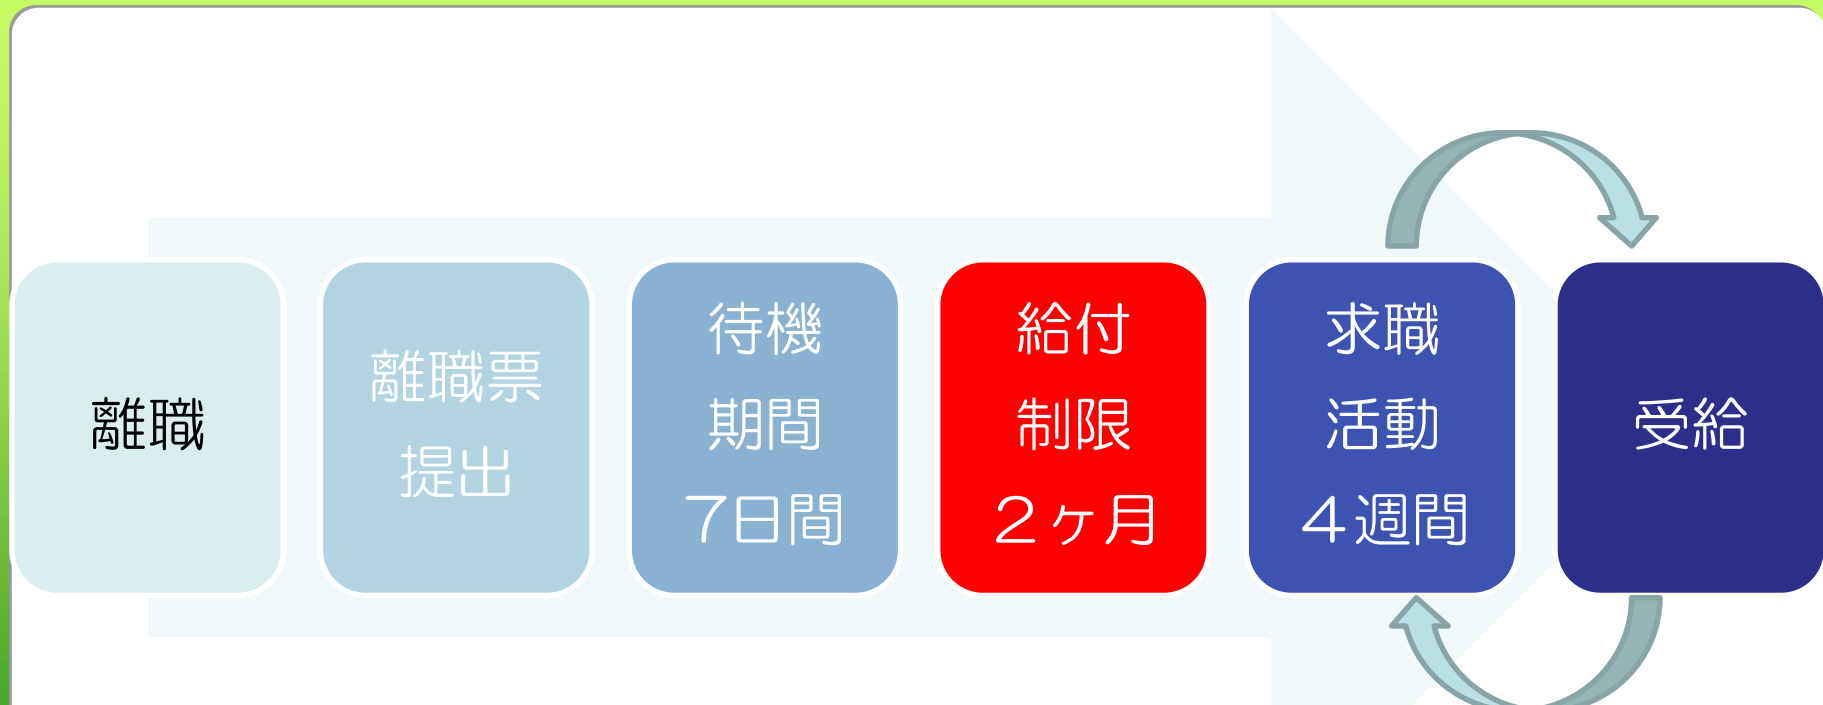 離職
離職票
提出
待機
期間
7日間
給付
制限
2ヶ月
求職
活動
4週間
受給